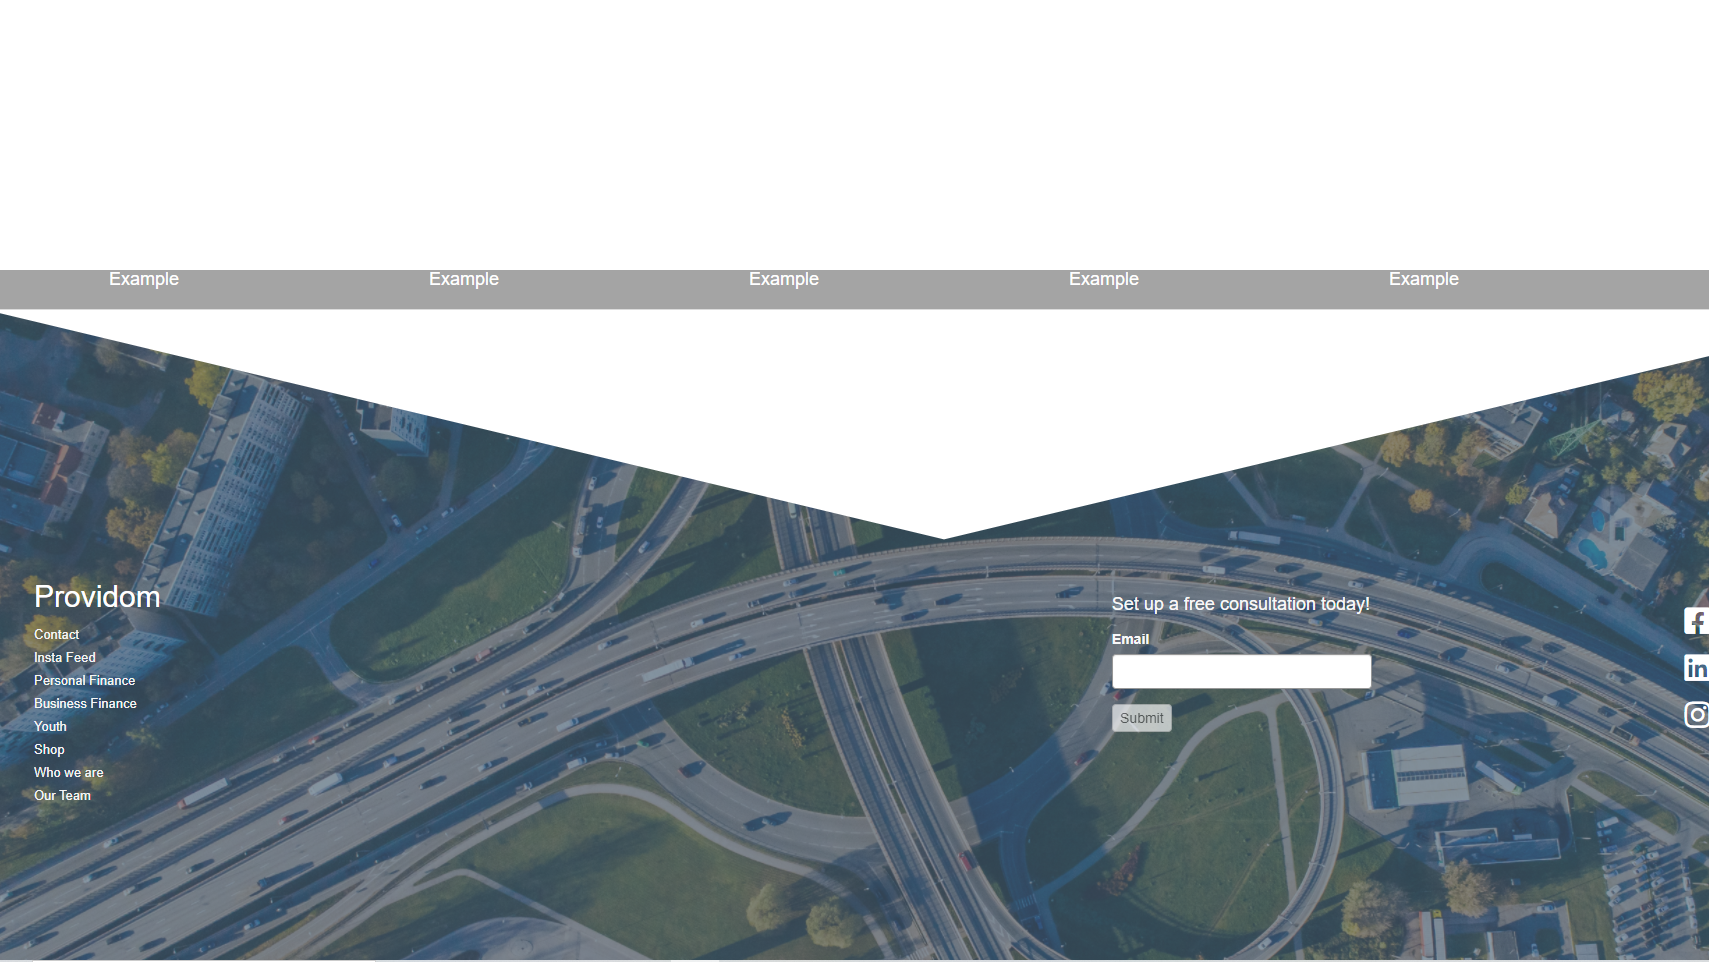 Example Example Example Example Example
Providom
Contact
Insta Feed
Personal Finance
Business Finance
Youth
Shop
Who we are
Our Team
Set up a free consultation today!
Email
Submit